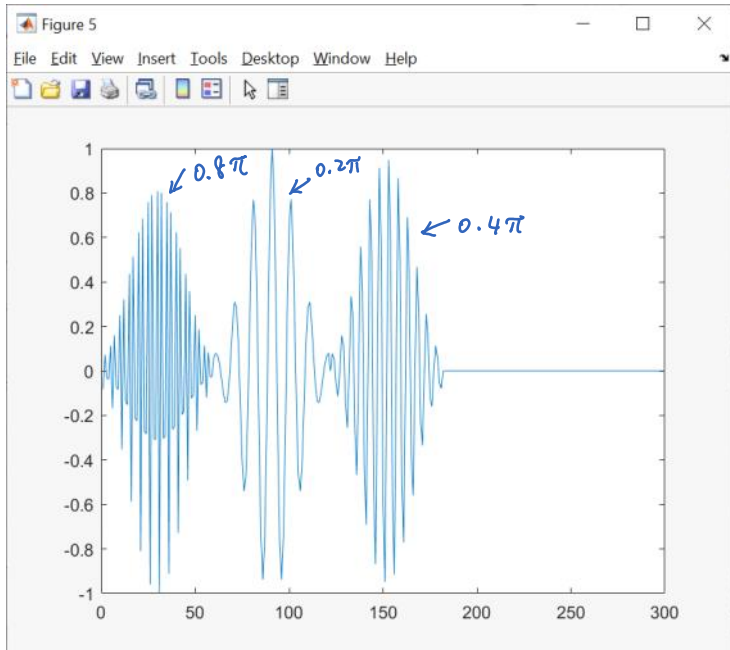 Figure 5
File Edit View Insert Tools Desktop Window Help
1
0.8
0.6
0.4
0.2
0
-0.2
-0.4
-0.6
-0.8
-1
0.8π
0.2π
0.4π
0 50 100 150 200 250 300